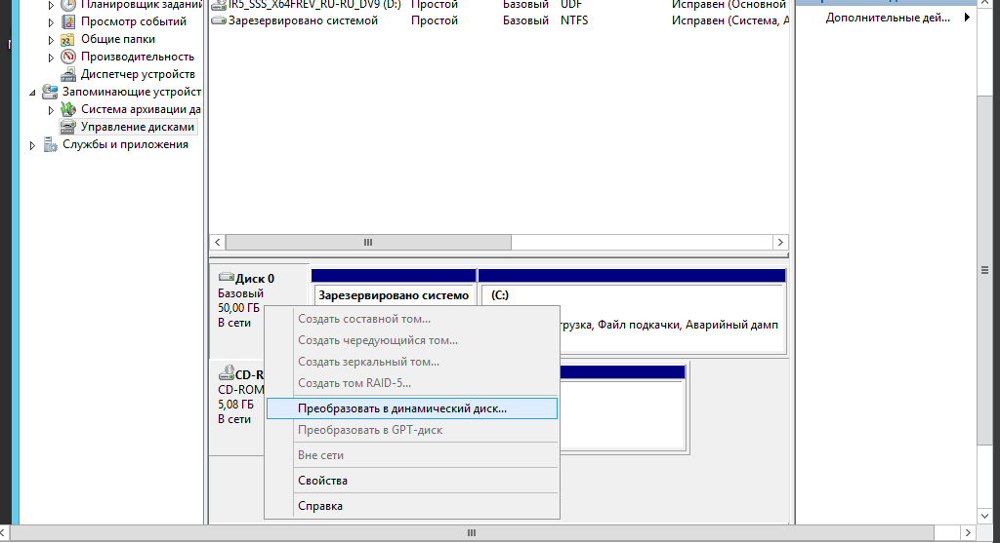 Планировщик заданий
IR5_SSS_X64FREV_RU-RU_DV9 (D:) Простой Базовый UDF Исправен (Основной
Просмотр событий
Зарезервировано системой Простой Базовый NTFS Исправен (Система, А
Дополнительные дей...
Общие папки
Производительность
Диспетчер устройств
Запоминающие устройст
Система архивации да
Управление дисками
Службы и приложения
Диск 0
Базовый
50,00 ГБ
В сети
Зарезервировано системо
(C:)
грузка, Файл подкачки, Аварийный дамп
CD-R
CD-ROM
5,08 ГБ
В сети
Создать составной том...
Создать чередующийся том...
Создать зеркальный том...
Создать том RAID-5...
Преобразовать в динамический диск...
Преобразовать в GPT-диск
Вне сети
Свойства
Справка